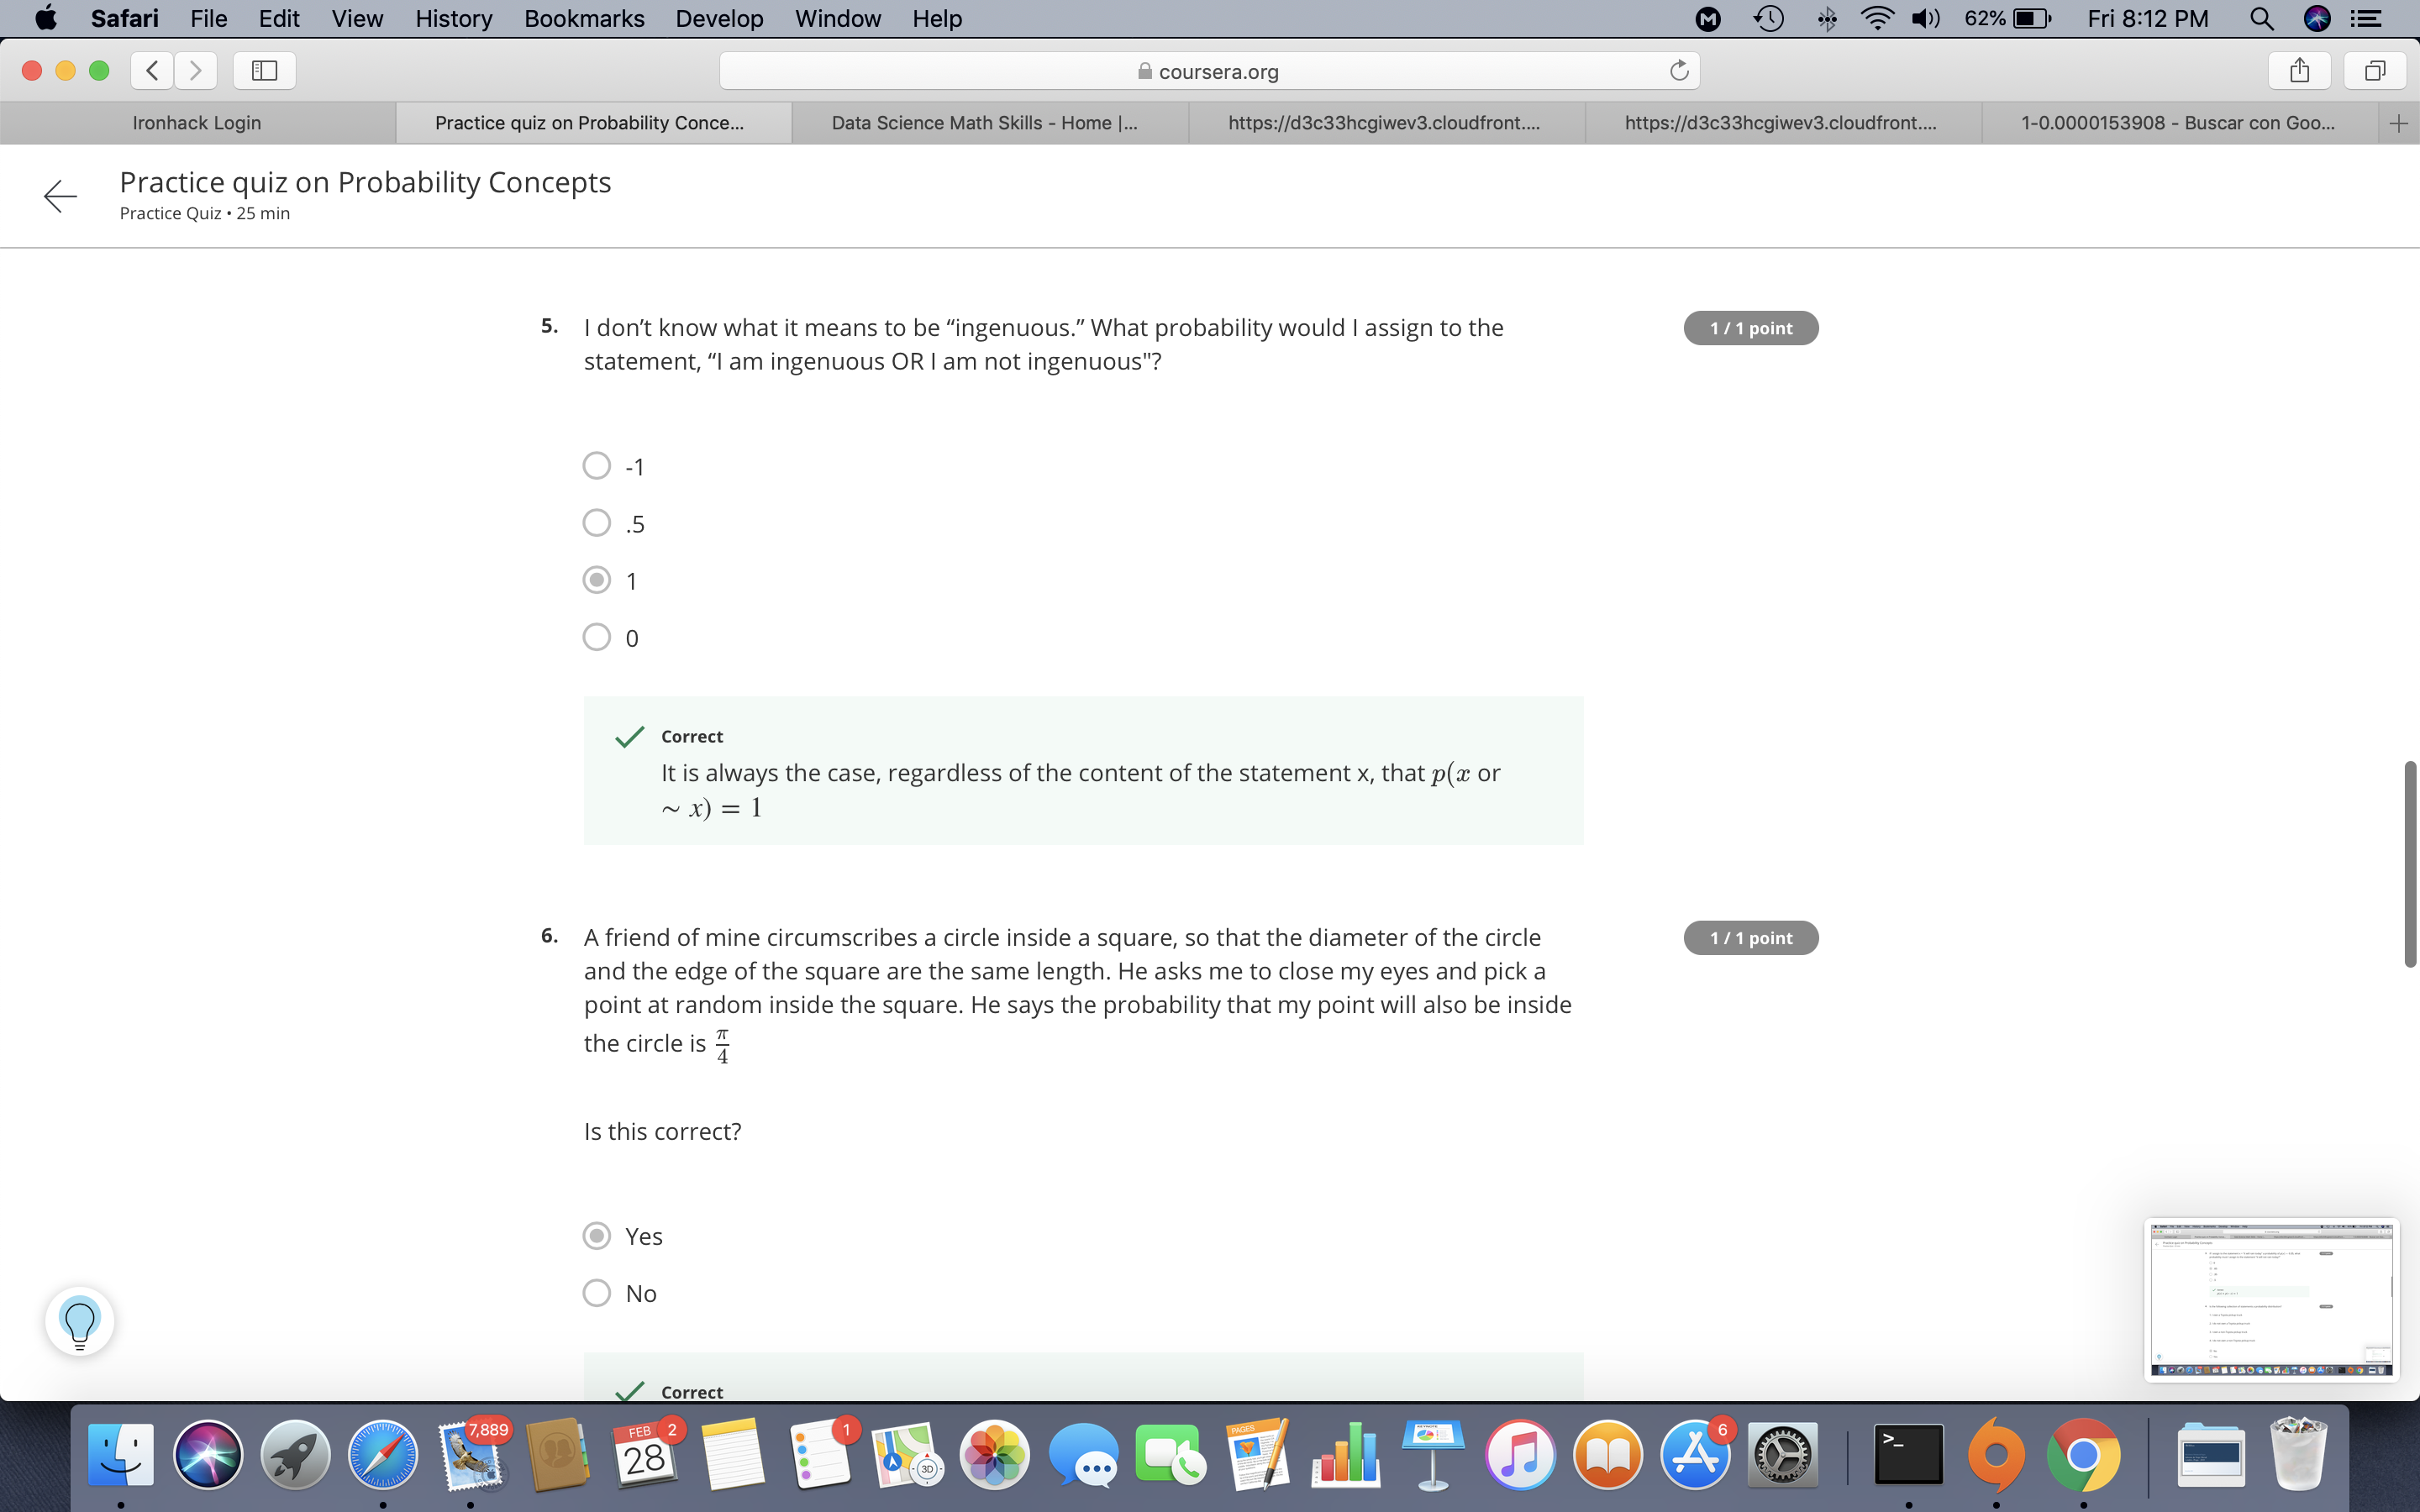 Safari File Edit View History Bookmarks Develop Window Help 62% Fri 8:12 PM
coursera.org
Ironhack Login
Practice quiz on Probability Conce...
Data Science Math Skills - Home |...
https://d3c33hcgiwev3.cloudfront....
https://d3c33hcgiwev3.cloudfront....
1-0.0000153908 - Buscar con Goo...
Practice quiz on Probability Concepts
Practice Quiz • 25 min
5. I don’t know what it means to be “ingenuous.” What probability would I assign to the
statement, “I am ingenuous OR I am not ingenuous"?
1 / 1 point
-1
.5
1
0
Correct
It is always the case, regardless of the content of the statement x, that p(x or
∼ x) = 1
6. A friend of mine circumscribes a circle inside a square, so that the diameter of the circle
and the edge of the square are the same length. He asks me to close my eyes and pick a
point at random inside the square. He says the probability that my point will also be inside
the circle is π/4
1 / 1 point
Is this correct?
Yes
No
Correct
7,889
FEB
28
2
1
3D
PAGES
6
>_